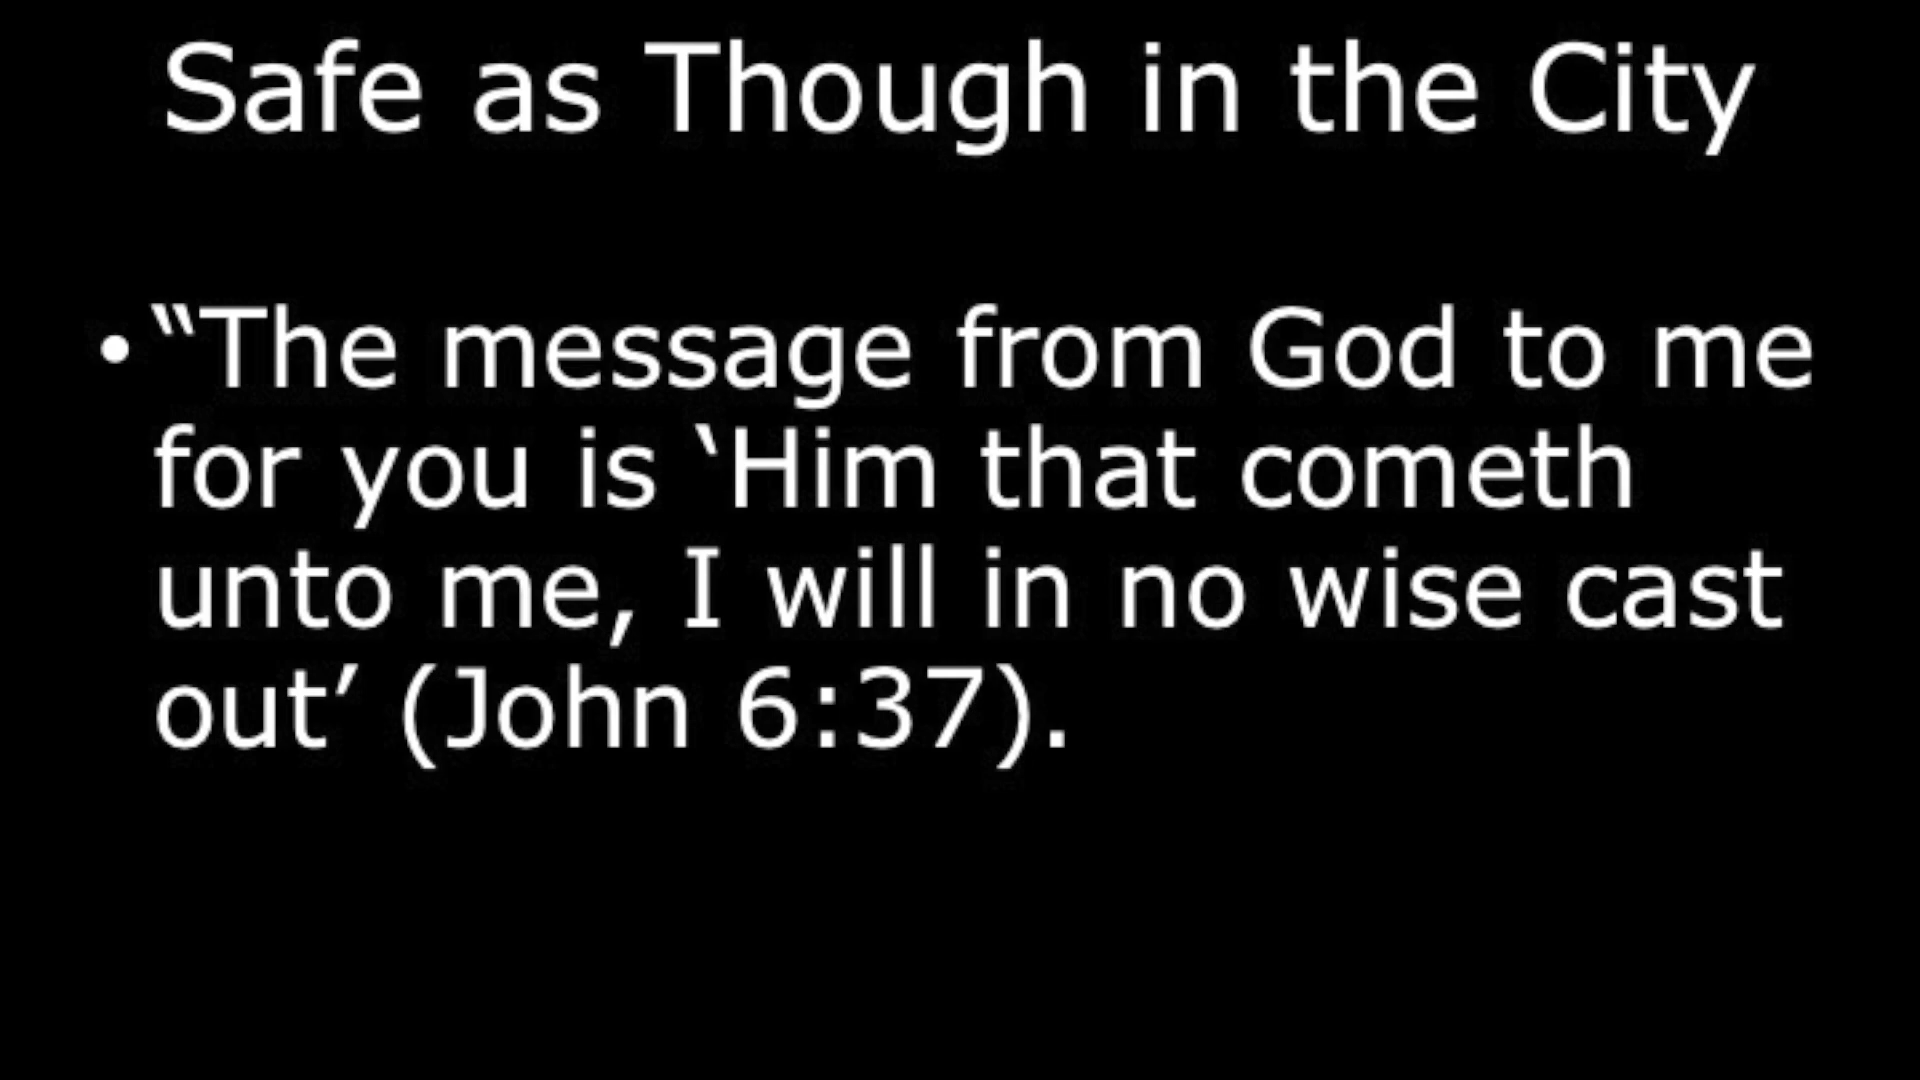 Safe as Though in the City
• “The message from God to me
for you is ‘Him that cometh
unto me, I will in no wise cast
out’ (John 6:37).